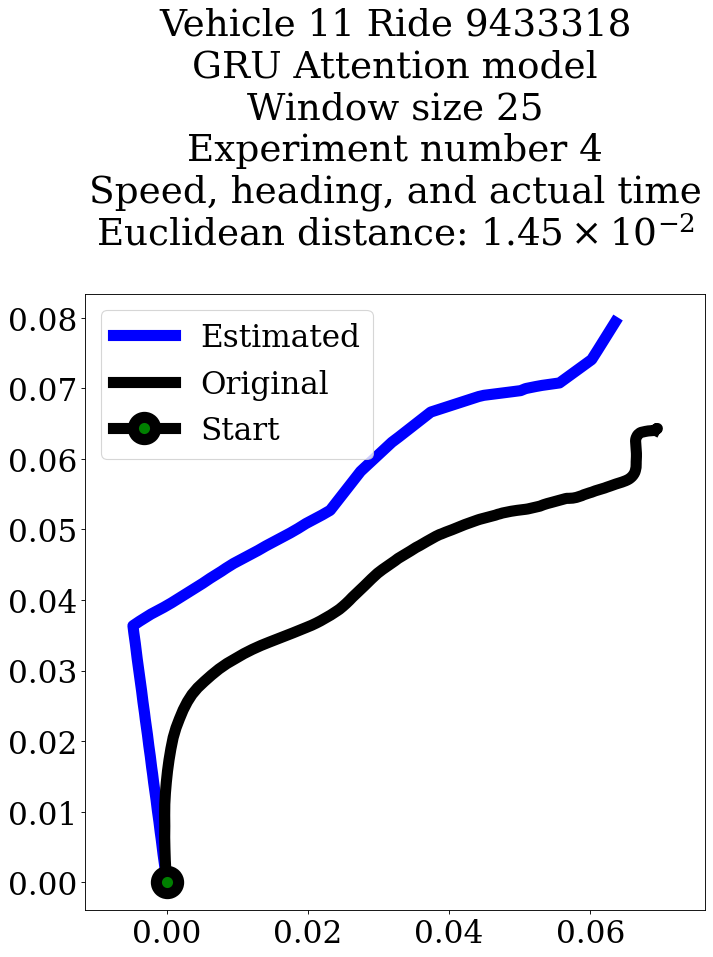 Vehicle 11 Ride 9433318
GRU Attention model
Window size 25
Experiment number 4
Speed, heading, and actual time
Euclidean distance: 1.45 × 10⁻²
Estimated
Original
Start
0.08
0.07
0.06
0.05
0.04
0.03
0.02
0.01
0.00
0.00 0.02 0.04 0.06